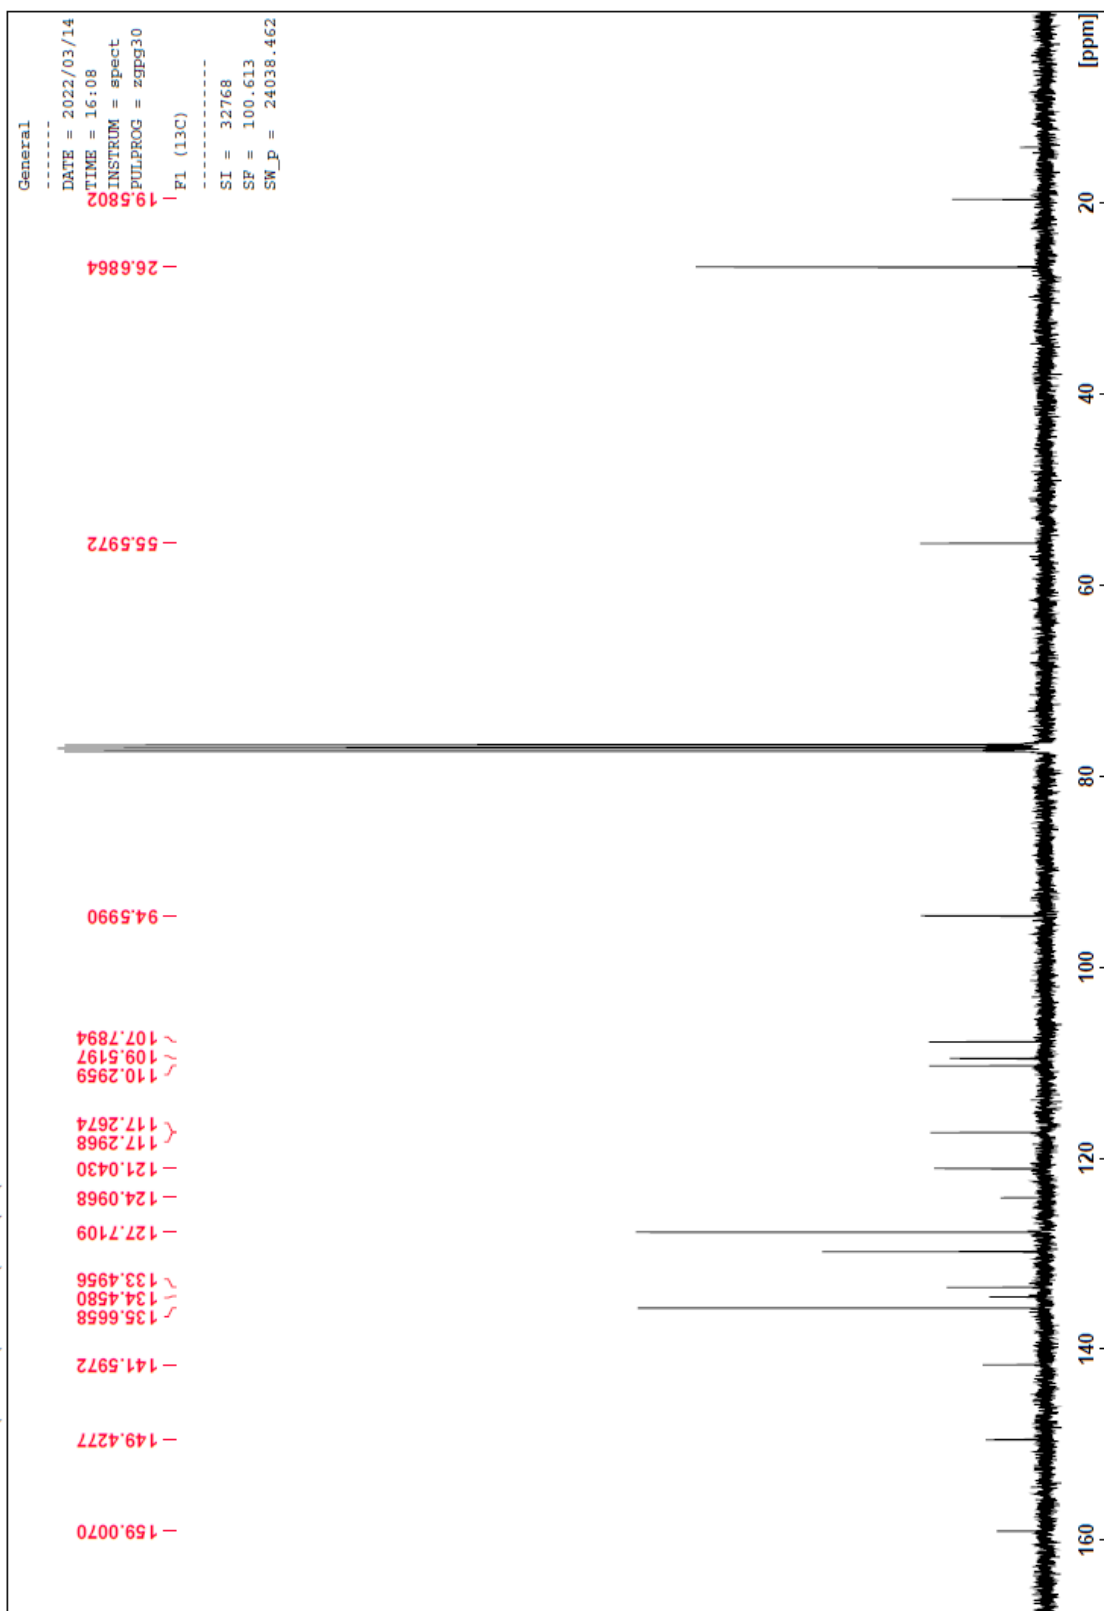 General
-------
DATE = 2022/03/14
TIME = 16:08
INSTRUM = spect
PULPROG = zgpg30
F1 (13C)
-------------
SI = 32768
SF = 100.613
SW_p = 24038.462
159.0070
149.4277
141.5972
135.6658
134.4580
133.4956
127.7109
124.0968
121.0430
117.2968
117.2674
110.2959
109.5197
107.7894
94.5990
55.5972
26.6864
19.5802
160
140
120
100
80
60
40
20
[ppm]